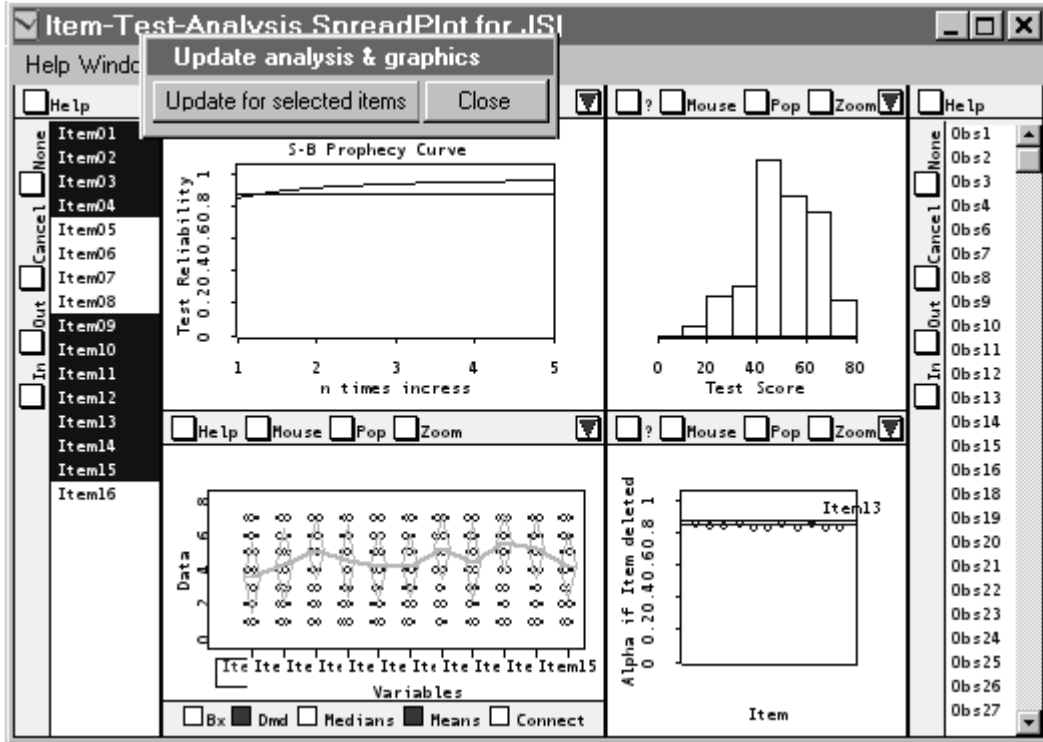 Item-Test-Analysis SpreadPlot for JSI
Help Windo
Update analysis & graphics
Update for selected items Close
Help
None
Cancel
Out
In
Item01
Item02
Item03
Item04
Item05
Item06
Item07
Item08
Item09
Item10
Item11
Item12
Item13
Item14
Item15
Item16
S-B Prophecy Curve
Test Reliability
0 0.20.40.60.8 1
1 2 3 4 5
n times incress
? Mouse Pop Zoom
0 20 40 60 80
Test Score
Help Mouse Pop Zoom
Data
0 2 4 6 8
Ite Ite Ite Ite Ite Ite Ite Ite Ite Ite Item15
Variables
Bx Dmd Medians Means Connect
? Mouse Pop Zoom
Alpha if Item deleted
0 0.20.40.60.8 1
Item13
Item
Help
None
Cancel
Out
In
Obs1
Obs2
Obs3
Obs4
Obs6
Obs7
Obs8
Obs9
Obs10
Obs11
Obs12
Obs13
Obs14
Obs15
Obs16
Obs18
Obs19
Obs20
Obs21
Obs22
Obs23
Obs24
Obs25
Obs26
Obs27